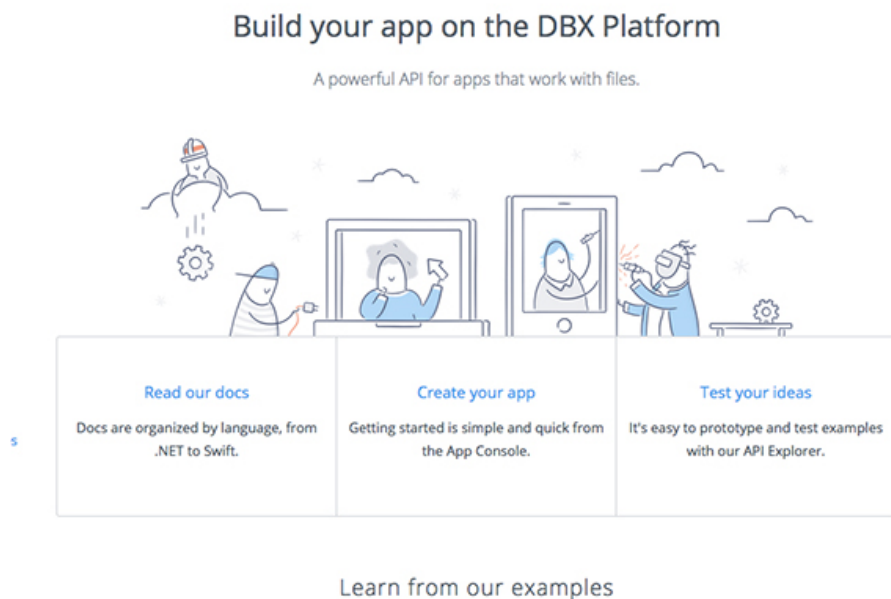 Build your app on the DBX Platform
A powerful API for apps that work with files.
Read our docs
Docs are organized by language, from
.NET to Swift.
Create your app
Getting started is simple and quick from
the App Console.
Test your ideas
It's easy to prototype and test examples
with our API Explorer.
s
Learn from our examples